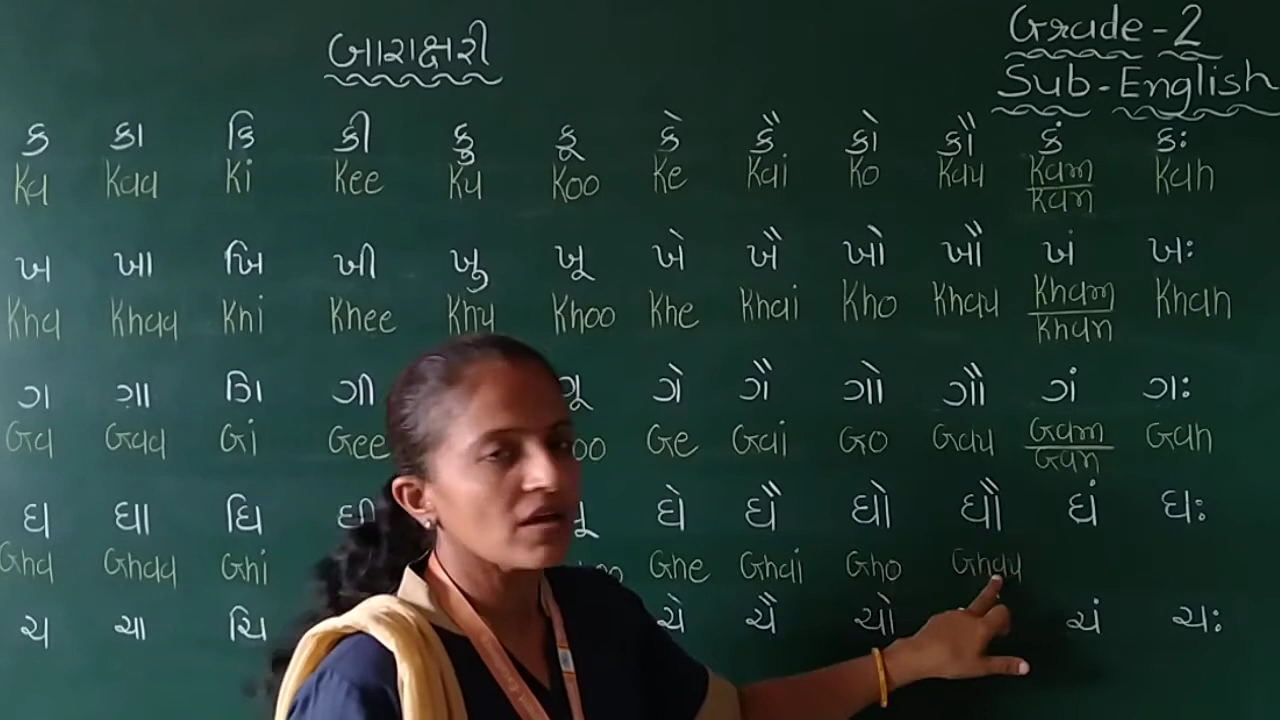 બારાક્ષરી
Grade-2
Sub-English
ક કા કિ કી કુ કૂ કે કૈ કો કૌ કં કઃ
Ka Kaa Ki Kee Ku Koo Ke Kai Ko Kau Kam Kah
Kan
ખ ખા ખિ ખી ખુ ખૂ ખે ખૈ ખો ખૌ ખં ખઃ
Kha Khaa Khi Khee Khu Khoo Khe Khai Kho Khau Kham Khah
Khan
ગ ગા ગિ ગી ગૂ ગે ગૈ ગો ગૌ ગં ગઃ
Ga Gaa Gi Gee Ge Gai Go Gau Gam Gah
Gan
ઘ ઘા ઘિ ઘી ઘે ઘૈ ઘો ઘૌ ઘં ઘઃ
Gha Ghaa Ghi Ghe Ghai Gho Ghau
ચ ચા ચિ ચે ચૈ ચો ચં ચઃ